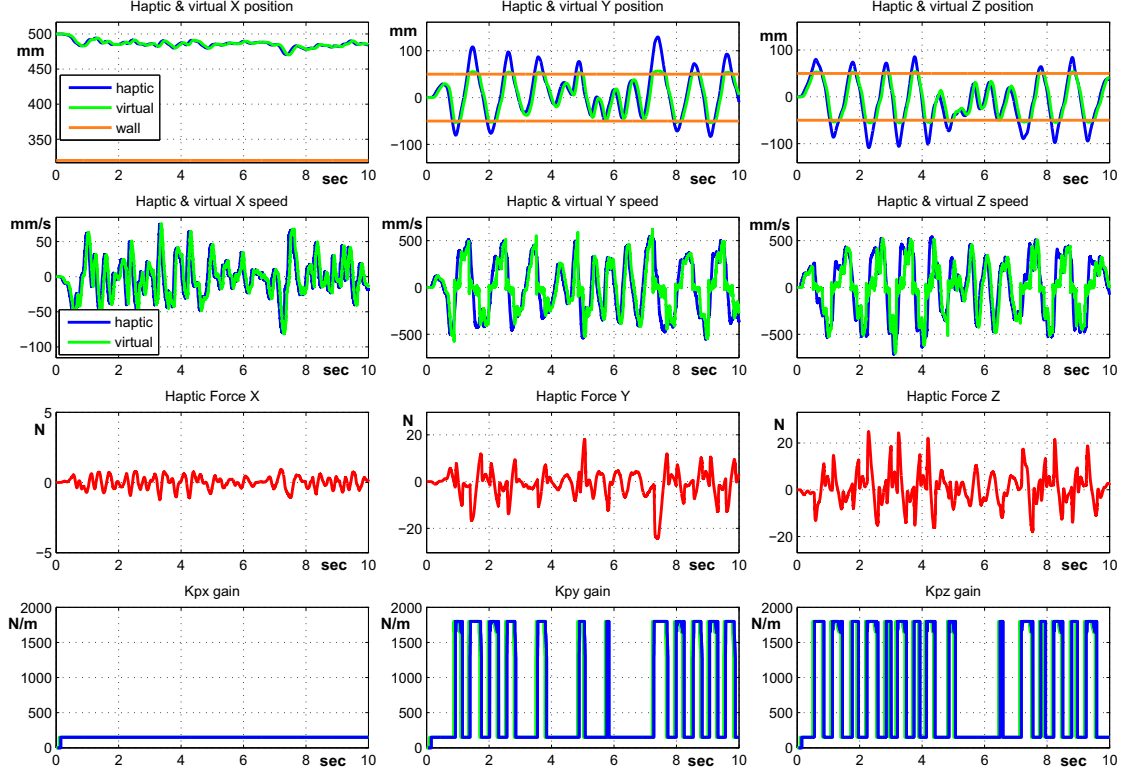 Haptic & virtual X position
500
mm
475
450
400
350
haptic
virtual
wall
0 2 4 6 8 10
sec
Haptic & virtual Y position
mm
100
0
−100
0 2 4 6 8 10
sec
Haptic & virtual Z position
mm
100
0
−100
0 2 4 6 8 10
sec
Haptic & virtual X speed
mm/s
50
0
−50
−100
haptic
virtual
0 2 4 6 8 10
sec
Haptic & virtual Y speed
mm/s
500
0
−500
0 2 4 6 8 10
sec
Haptic & virtual Z speed
mm/s
500
0
−500
0 2 4 6 8 10
sec
Haptic Force X
5
N
0
−5
0 2 4 6 8 10
sec
Haptic Force Y
N
20
0
−20
0 2 4 6 8 10
sec
Haptic Force Z
N
20
0
−20
0 2 4 6 8 10
sec
Kpx gain
2000
N/m
1500
1000
500
0
0 2 4 6 8 10
sec
Kpy gain
2000
N/m
1500
1000
500
0
0 2 4 6 8 10
sec
Kpz gain
2000
N/m
1500
1000
500
0
0 2 4 6 8 10
sec